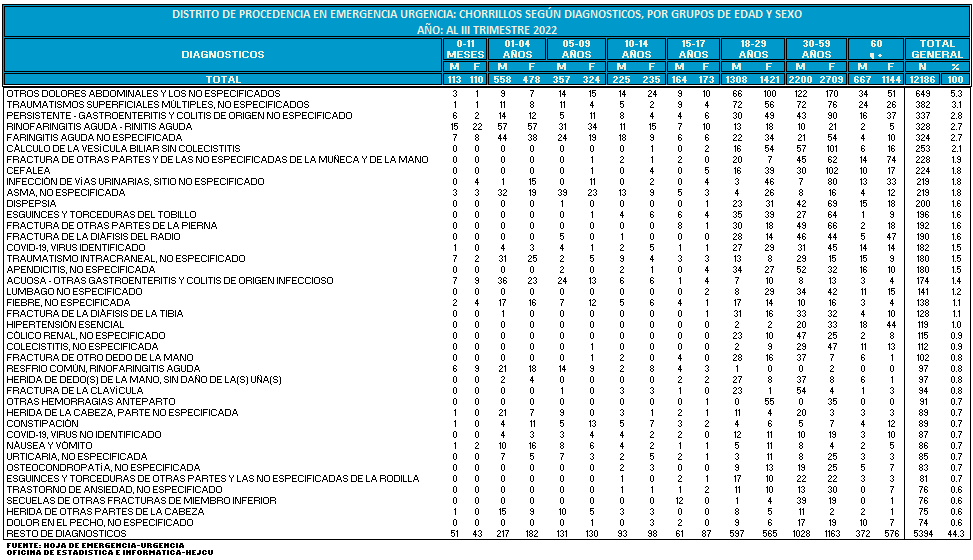 DISTRITO DE PROCEDENCIA EN EMERGENCIA URGENCIA: CHORRILLOS SEGÚN DIAGNOSTICOS, POR GRUPOS DE EDAD Y SEXO
AÑO: AL III TRIMESTRE 2022
DIAGNOSTICOS 0-11 MESES 01-04 AÑOS 05-09 AÑOS 10-14 AÑOS 15-17 AÑOS 18-29 AÑOS 30-59 AÑOS 60 y + TOTAL GENERAL
M F M F M F M F M F M F M F M F N %
TOTAL 113 110 558 478 357 324 225 235 164 173 1308 1421 2200 2709 667 1144 12186 100
OTROS DOLORES ABDOMINALES Y LOS NO ESPECIFICADOS 3 1 9 7 14 15 14 24 9 10 66 100 122 170 34 51 649 5.3
TRAUMATISMOS SUPERFICIALES MÚLTIPLES, NO ESPECIFICADOS 1 1 11 8 11 4 5 2 9 4 72 56 72 76 24 26 382 3.1
PERSISTENTE - GASTROENTERITIS Y COLITIS DE ORIGEN NO ESPECIFICADO 6 2 14 12 5 11 8 4 4 6 30 49 43 90 16 37 337 2.8
RINOFARINGITIS AGUDA - RINITIS AGUDA 15 22 57 57 31 34 11 15 7 10 13 18 10 21 2 5 328 2.7
FARINGITIS AGUDA NO ESPECIFICADA 7 8 44 38 24 19 18 9 6 6 22 34 21 54 4 10 324 2.7
CÁLCULO DE LA VESÍCULA BILIAR SIN COLECISTITIS 0 0 0 0 0 0 0 1 0 2 16 54 57 101 6 16 253 2.1
FRACTURA DE OTRAS PARTES Y DE LAS NO ESPECIFICADAS DE LA MUÑECA Y DE LA MANO 0 0 0 0 0 1 2 1 16 0 20 7 45 62 14 74 228 1.9
CEFALEA 0 0 0 0 0 1 0 4 0 5 16 39 30 102 10 17 224 1.8
INFECCIÓN DE VÍAS URINARIAS, SITIO NO ESPECIFICADO 0 4 1 15 0 11 0 2 0 4 3 46 7 80 13 33 219 1.8
ASMA, NO ESPECIFICADA 3 3 32 19 39 23 13 9 5 3 4 26 8 16 4 12 219 1.8
DISPEPSIA 0 0 0 0 1 0 0 0 0 0 23 31 42 69 15 18 200 1.6
ESGUINCES Y TORCEDURAS DEL TOBILLO 0 0 0 0 0 1 4 6 6 4 35 39 27 64 1 9 196 1.6
FRACTURA DE OTRAS PARTES DE LA PIERNA 0 0 0 0 0 0 0 0 8 1 30 18 49 66 2 18 192 1.6
FRACTURA DE LA DIÁFISIS DEL RADIO 0 0 0 0 5 0 1 0 0 0 28 14 46 44 5 47 190 1.6
COVID-19, VIRUS IDENTIFICADO 1 0 4 3 4 1 2 5 1 1 27 29 31 45 14 14 182 1.5
TRAUMATISMO INTRACRANEAL, NO ESPECIFICADO 7 2 31 25 2 5 9 4 3 3 13 8 29 15 15 9 180 1.5
APENDICITIS, NO ESPECIFICADA 0 0 0 0 2 0 2 1 0 4 34 27 52 32 16 10 180 1.5
ACUOSA - OTRAS GASTROENTERITIS Y COLITIS DE ORIGEN INFECCIOSO 7 9 36 23 24 13 6 6 1 4 7 10 8 13 3 4 174 1.4
LUMBAGO NO ESPECIFICADO 0 0 0 0 0 0 0 0 2 8 29 34 42 11 15 141 1.2
FIEBRE, NO ESPECIFICADA 2 4 17 16 7 12 5 6 4 1 17 14 10 16 3 4 138 1.1
FRACTURA DE LA DIÁFISIS DE LA TIBIA 0 0 1 0 0 0 0 0 0 0 31 16 33 32 4 10 128 1.1
HIPERTENSIÓN ESENCIAL 0 0 0 0 0 0 0 0 0 0 2 2 20 33 18 44 119 1.0
CÓLICO RENAL, NO ESPECIFICADO 0 0 0 0 0 0 0 0 0 0 23 10 47 25 2 8 115 0.9
COLECISTITIS, NO ESPECIFICADA 0 0 0 0 0 1 0 0 0 0 2 9 29 47 11 13 112 0.9
FRACTURA DE OTRO DEDO DE LA MANO 0 0 0 0 0 1 2 0 4 0 28 16 37 7 6 1 102 0.8
RESFRIO COMÚN, RINOFARINGITIS AGUDA 6 9 21 18 14 9 2 8 4 3 1 0 0 2 0 0 97 0.8
HERIDA DE DEDO(S) DE LA MANO, SIN DAÑO DE LA(S) UÑA(S) 0 0 2 4 0 0 0 0 2 2 27 8 37 8 6 1 97 0.8
FRACTURA DE LA CLAVÍCULA 0 0 0 0 1 0 3 3 1 0 23 1 54 4 1 3 94 0.8
OTRAS HEMORRAGIAS ANTEPARTO 0 0 0 0 0 0 0 0 0 1 0 55 0 35 0 0 91 0.7
HERIDA DE LA CABEZA, PARTE NO ESPECIFICADA 1 0 21 7 9 0 3 1 2 1 11 4 20 3 3 3 89 0.7
CONSTIPACIÓN 1 0 4 11 5 13 5 7 3 2 4 6 5 7 4 12 89 0.7
COVID-19, VIRUS NO IDENTIFICADO 0 0 4 3 3 4 4 2 2 0 12 11 10 19 3 10 87 0.7
NÁUSEA Y VÓMITO 1 2 10 16 8 6 4 2 1 1 5 11 8 4 2 5 86 0.7
URTICARIA, NO ESPECIFICADA 0 0 7 5 7 3 2 5 2 1 3 11 8 25 3 3 85 0.7
OSTEOCONDROPATÍA, NO ESPECIFICADA 0 0 0 0 0 0 2 3 0 0 9 13 19 25 5 7 83 0.7
ESGUINCES Y TORCEDURAS DE OTRAS PARTES Y LAS NO ESPECIFICADAS DE LA RODILLA 0 0 0 0 0 0 1 0 2 0 17 10 22 22 3 3 81 0.7
TRASTORNO DE ANSIEDAD, NO ESPECIFICADO 0 0 0 0 0 0 1 1 1 2 11 10 13 30 0 7 76 0.6
SECUELAS DE OTRAS FRACTURAS DE MIEMBRO INFERIOR 0 0 0 0 0 0 0 0 12 0 1 4 39 19 0 1 76 0.6
HERIDA DE OTRAS PARTES DE LA CABEZA 1 0 15 9 10 5 3 3 3 0 8 5 11 2 2 1 75 0.6
DOLOR EN EL PECHO, NO ESPECIFICADO 0 0 0 0 0 1 0 3 2 0 9 6 17 19 10 7 74 0.6
RESTO DE DIAGNOSTICOS 51 43 217 182 131 130 93 98 61 87 597 565 1028 1163 372 576 5394 44.3
FUENTE: HOJA DE EMERGENCIA-URGENCIA
OFICINA DE ESTADISTICA E INFORMATICA-HEJCU